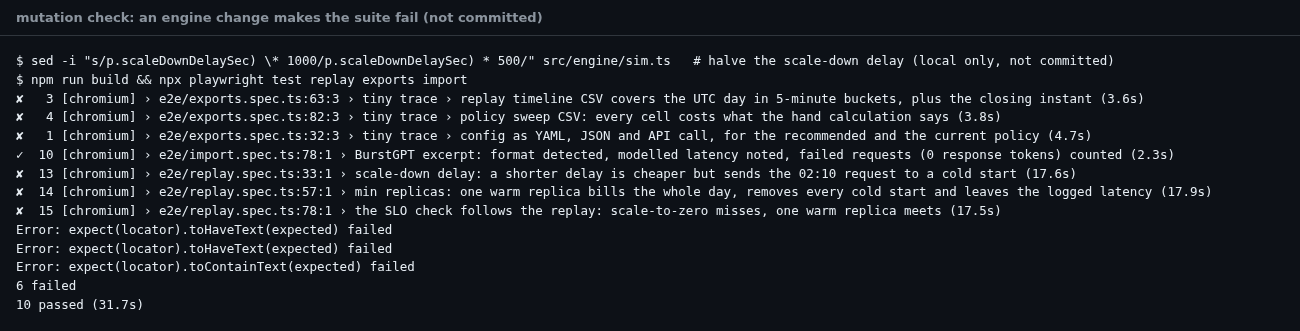 mutation check: an engine change makes the suite fail (not committed)
$ sed -i "s/p.scaleDownDelaySec) \* 1000/p.scaleDownDelaySec) * 500/" src/engine/sim.ts   # halve the scale-down delay (local only, not committed)
$ npm run build && npx playwright test replay exports import
✘   3 [chromium] › e2e/exports.spec.ts:63:3 › tiny trace › replay timeline CSV covers the UTC day in 5-minute buckets, plus the closing instant (3.6s)
✘   4 [chromium] › e2e/exports.spec.ts:82:3 › tiny trace › policy sweep CSV: every cell costs what the hand calculation says (3.8s)
✘   1 [chromium] › e2e/exports.spec.ts:32:3 › tiny trace › config as YAML, JSON and API call, for the recommended and the current policy (4.7s)
✓  10 [chromium] › e2e/import.spec.ts:78:1 › BurstGPT excerpt: format detected, modelled latency noted, failed requests (0 response tokens) counted (2.3s)
✘  13 [chromium] › e2e/replay.spec.ts:33:1 › scale-down delay: a shorter delay is cheaper but sends the 02:10 request to a cold start (17.6s)
✘  14 [chromium] › e2e/replay.spec.ts:57:1 › min replicas: one warm replica bills the whole day, removes every cold start and leaves the logged latency (17.9s)
✘  15 [chromium] › e2e/replay.spec.ts:78:1 › the SLO check follows the replay: scale-to-zero misses, one warm replica meets (17.5s)
Error: expect(locator).toHaveText(expected) failed
Error: expect(locator).toHaveText(expected) failed
Error: expect(locator).toContainText(expected) failed
6 failed
10 passed (31.7s)